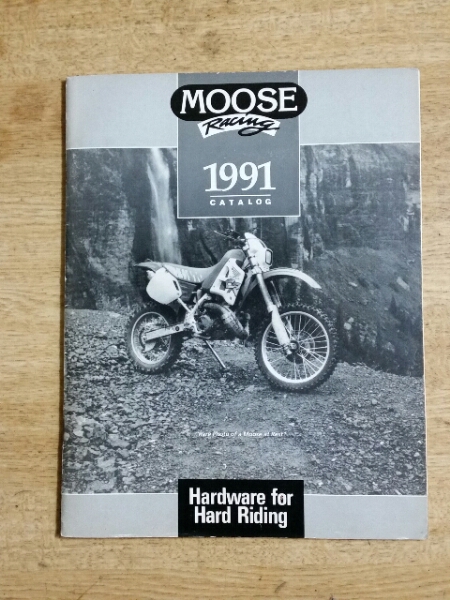 MOOSE
Racing
1991
CATALOG
"Rare Photo of a Moose at Rest"
Hardware for
Hard Riding